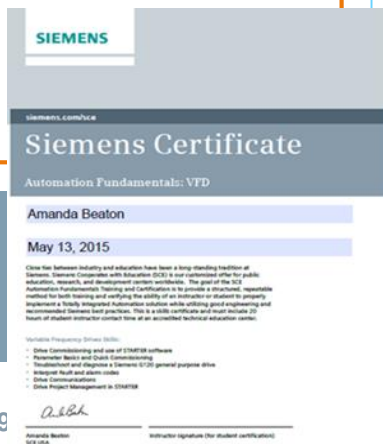 SIEMENS
siemens.com/sce
Siemens Certificate
Automation Fundamentals: VFD
Amanda Beaton
May 13, 2015
Close ties between industry and education have been a long-standing tradition at
Siemens. Siemens Cooperates with Education (SCE) is our customized offer for public
education, research, and development centers worldwide. The goal of the SCE
Automation Fundamentals Training and Certification is to provide a structured, repeatable
method for both training and verifying the ability of an instructor or student to properly
implement a Totally Integrated Automation solution while utilizing good engineering and
recommended Siemens best practices. This is a skills certificate and must include 20
hours of student instructor contact time at an accredited technical education center.
Variable Frequency Drives Skills:
- Drive Commissioning and use of STARTER software
- Parameter Basics and Quick Commissioning
- Troubleshoot and diagnose a Siemens G120 general purpose drive
- Interpret fault and alarm codes
- Drive Communications
- Drive Project Management in STARTER
9
Amanda Beaton
SCE USA
Instructor signature (for student certification)